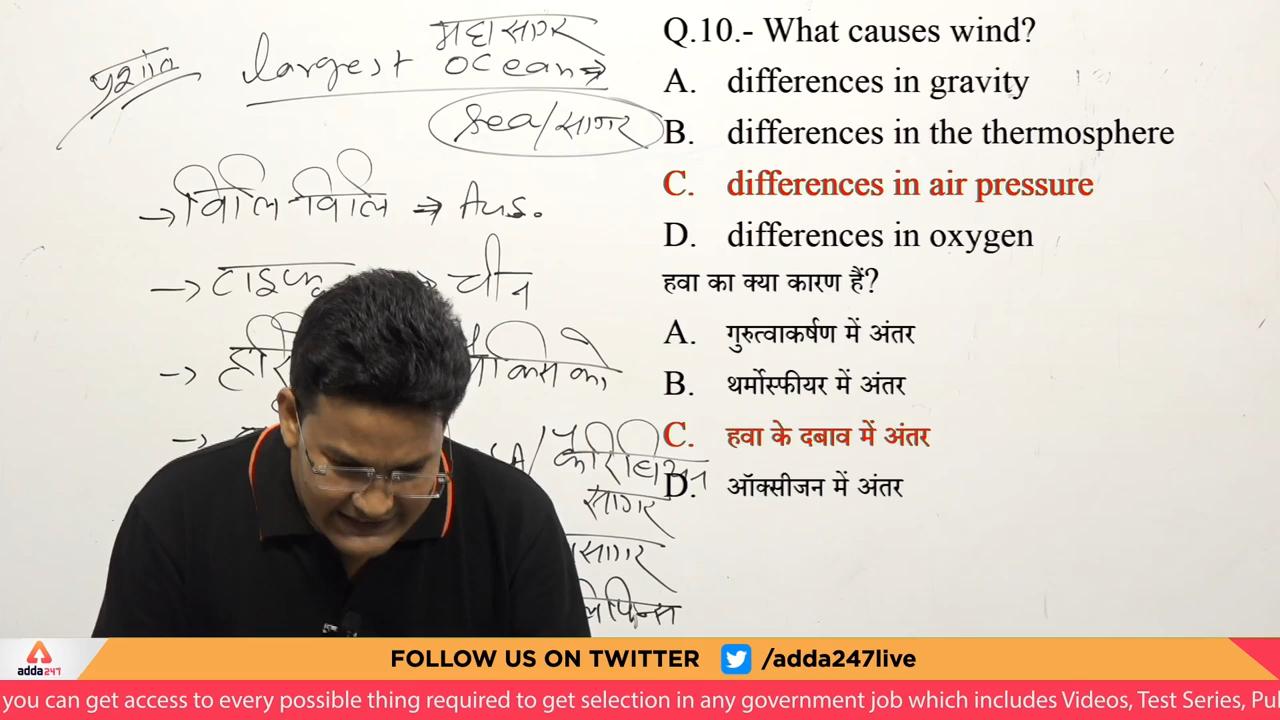 महासागर
प्रशांत largest ocean →
sea/सागर
→ विलि विलि ⇒ Aus.
→ टाइफू → चीन
→ हरि क्सिको
→ A/ कैरीबियन
सागर
सागर
लिपिन्स
Q.10.- What causes wind?
A. differences in gravity
B. differences in the thermosphere
C. differences in air pressure
D. differences in oxygen
हवा का क्या कारण हैं?
A. गुरुत्वाकर्षण में अंतर
B. थर्मोस्फीयर में अंतर
C. हवा के दबाव में अंतर
D. ऑक्सीजन में अंतर
adda247
FOLLOW US ON TWITTER /adda247live
you can get access to every possible thing required to get selection in any government job which includes Videos, Test Series, Pu